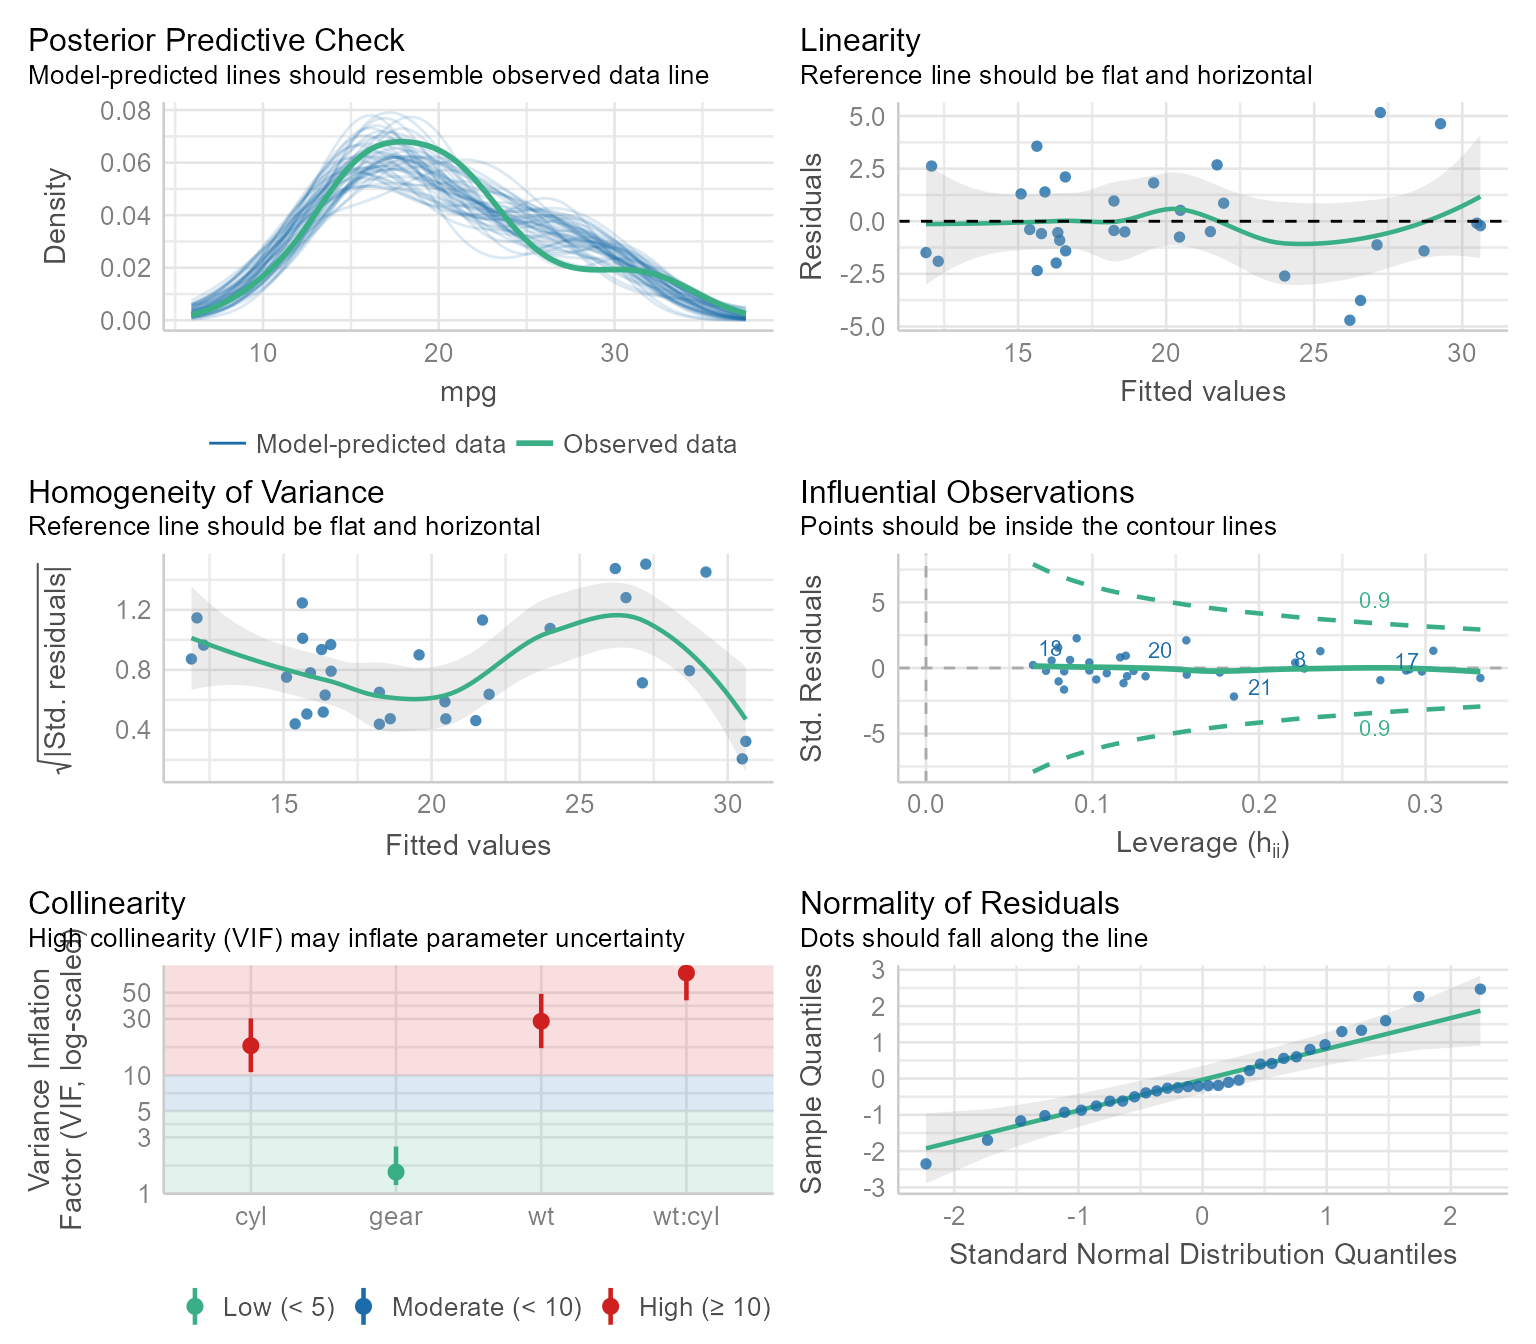 Posterior Predictive Check
Model-predicted lines should resemble observed data line
0.08
0.06
0.04
0.02
0.00
Density
10 20 30
mpg
Model-predicted data Observed data
Linearity
Reference line should be flat and horizontal
5.0
2.5
0.0
-2.5
-5.0
Residuals
15 20 25 30
Fitted values
Homogeneity of Variance
Reference line should be flat and horizontal
1.2
0.8
0.4
√|Std. residuals|
15 20 25 30
Fitted values
Influential Observations
Points should be inside the contour lines
5
0
-5
Std. Residuals
0.9
18
20
8
17
21
0.9
0.0 0.1 0.2 0.3
Leverage (hii)
Collinearity
High collinearity (VIF) may inflate parameter uncertainty
Variance Inflation
Factor (VIF, log-scaled)
50
30
10
5
3
1
cyl gear wt wt:cyl
Low (< 5) Moderate (< 10) High (≥ 10)
Normality of Residuals
Dots should fall along the line
3
2
1
0
-1
-2
-3
Sample Quantiles
-2 -1 0 1 2
Standard Normal Distribution Quantiles